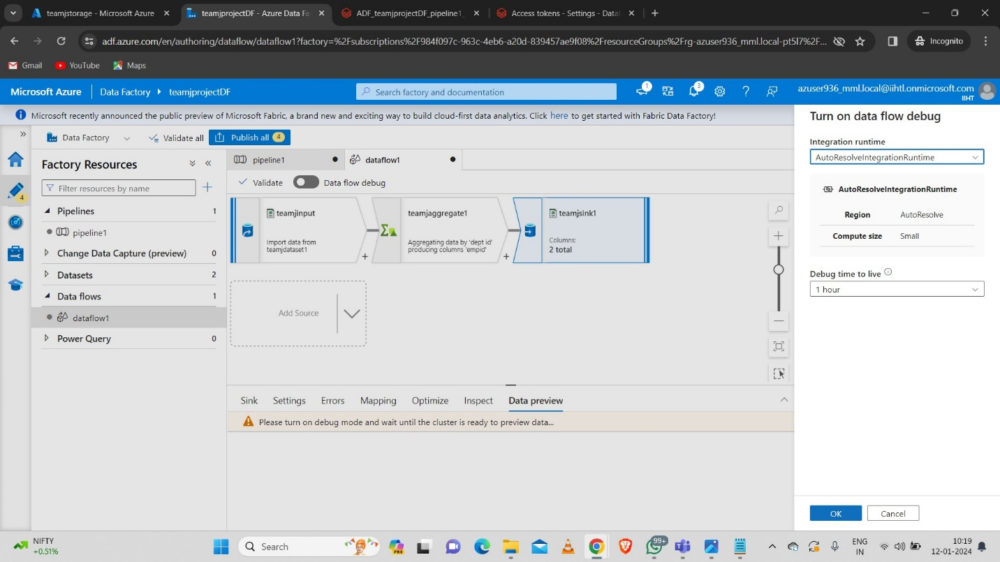 teamjstorage - Microsoft Azure
teamjprojectDF - Azure Data Fa
ADF_teamjprojectDF_pipeline1_
Access tokens - Settings - Data
adf.azure.com/en/authoring/dataflow/dataflow1?factory=%2Fsubscriptions%2F984f097c-963c-4eb6-a20d-839457ae9f08%2FresourceGroups%2Frg-azuser936_mml.local-pt5l7%2F...
Incognito
Gmail
YouTube
Maps
Microsoft Azure
Data Factory
teamjprojectDF
Search factory and documentation
1
3
azuser936_mml.local@iihtl.onmicrosoft.com
IIHT
Microsoft recently announced the public preview of Microsoft Fabric, a brand new and exciting way to build cloud-first data analytics. Click here to get started with Fabric Data Factory!
Data Factory
Validate all
Publish all 4
4
Factory Resources
Filter resources by name
Pipelines 1
pipeline1
Change Data Capture (preview) 0
Datasets 2
Data flows 1
dataflow1
Power Query 0
pipeline1
dataflow1
Validate
Data flow debug
teamjinput
Import data from
teamjdataset1
teamjaggregate1
Aggregating data by 'dept id'
producing columns 'empid'
teamjsink1
Columns:
2 total
Add Source
Sink
Settings
Errors
Mapping
Optimize
Inspect
Data preview
Please turn on debug mode and wait until the cluster is ready to preview data...
Turn on data flow debug
Integration runtime
AutoResolveIntegrationRuntime
AutoResolveIntegrationRuntime
Region AutoResolve
Compute size Small
Debug time to live
1 hour
OK
Cancel
NIFTY
+0.51%
Search
PRE
99+
ENG
IN
10:19
12-01-2024